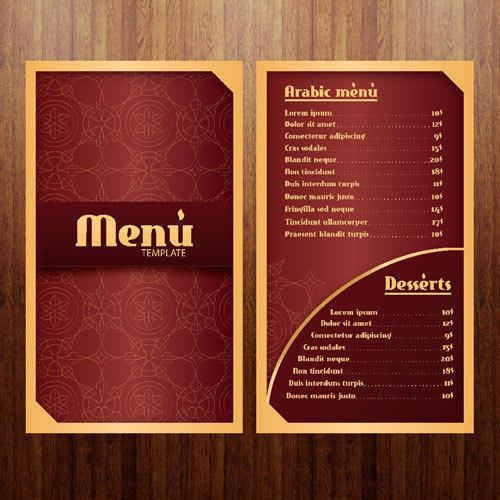 Menú
TEMPLATE
Arabic menú
Lorem ipsum 10$
Dolor sit amet 12$
Consectetur adipiscing 9$
Cras sodales 15$
Blandit neque 20$
Non tincidunt 18$
Duis interdum turpis 11$
Donec mauris justo 10$
Fringilla sed neque 14$
Tincidunt ullamcorper 17$
Praesent blandit turpis 10$
Dessérts
Lorem ipsum 10$
Dolor sit amet 12$
Consectetur adipiscing 9$
Cras sodales 15$
Blandit neque 20$
Non tincidunt 18$
Duis interdum turpis 11$
Donec mauris justo 10$